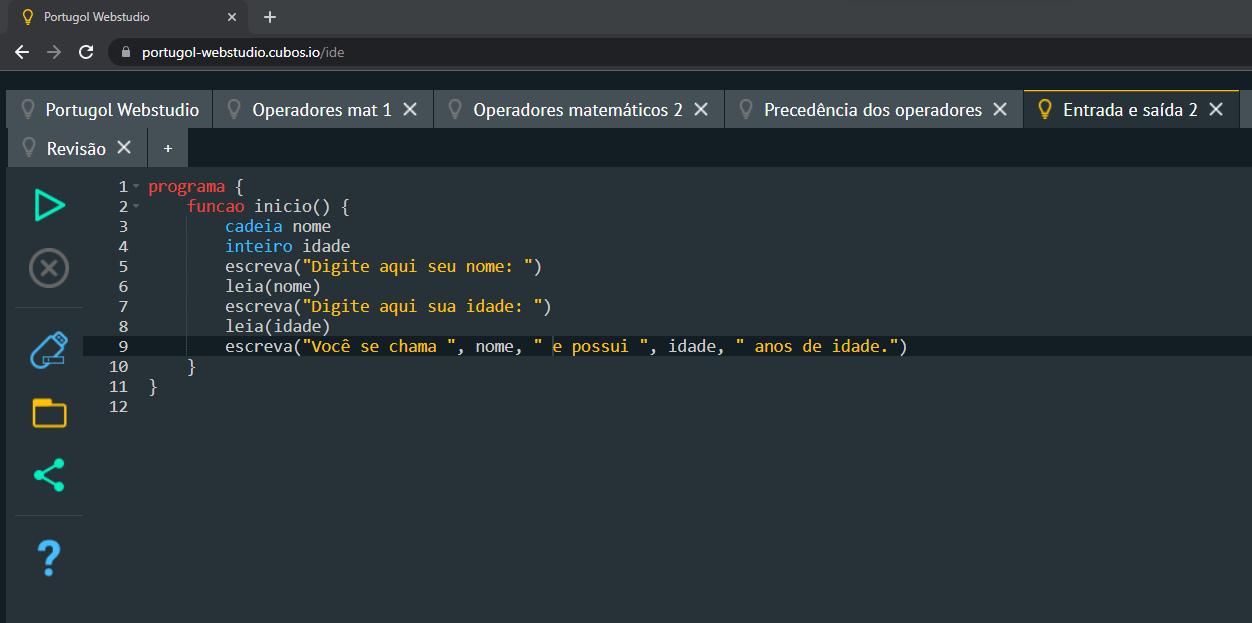 Portugol Webstudio
portugol-webstudio.cubos.io/ide
Portugol Webstudio Operadores mat 1 Operadores matemáticos 2 Precedência dos operadores Entrada e saída 2
Revisão +
1 programa {
2 funcao inicio() {
3 cadeia nome
4 inteiro idade
5 escreva("Digite aqui seu nome: ")
6 leia(nome)
7 escreva("Digite aqui sua idade: ")
8 leia(idade)
9 escreva("Você se chama ", nome, " e possui ", idade, " anos de idade.")
10 }
11 }
12
?